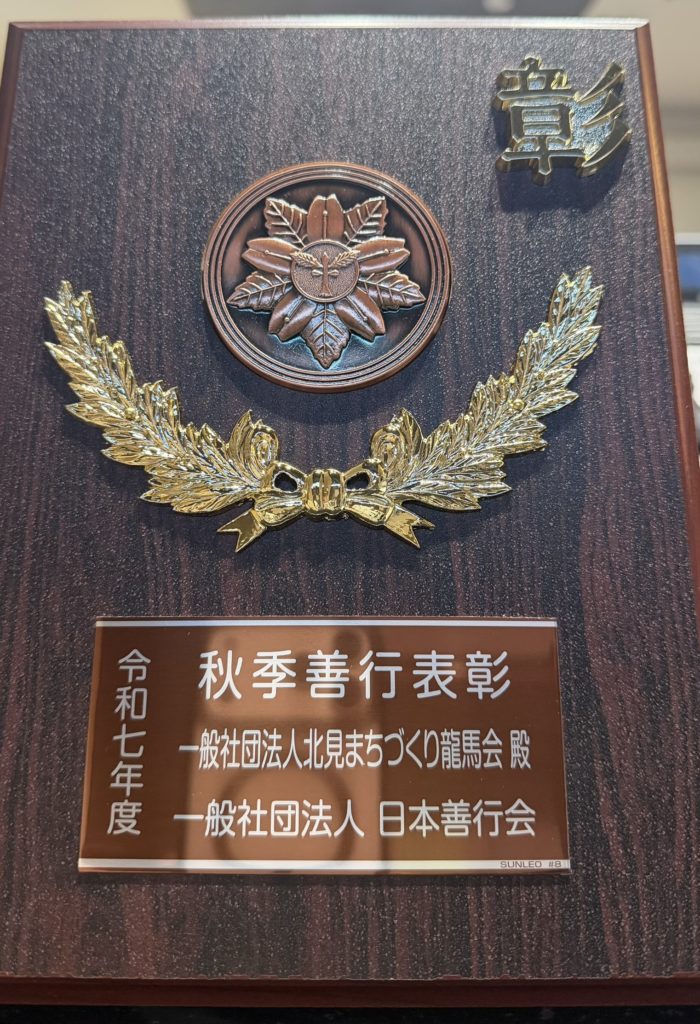 彰
令和七年度
秋季善行表彰
一般社団法人北見まちづくり龍馬会 殿
一般社団法人 日本善行会
SUNLEO #8